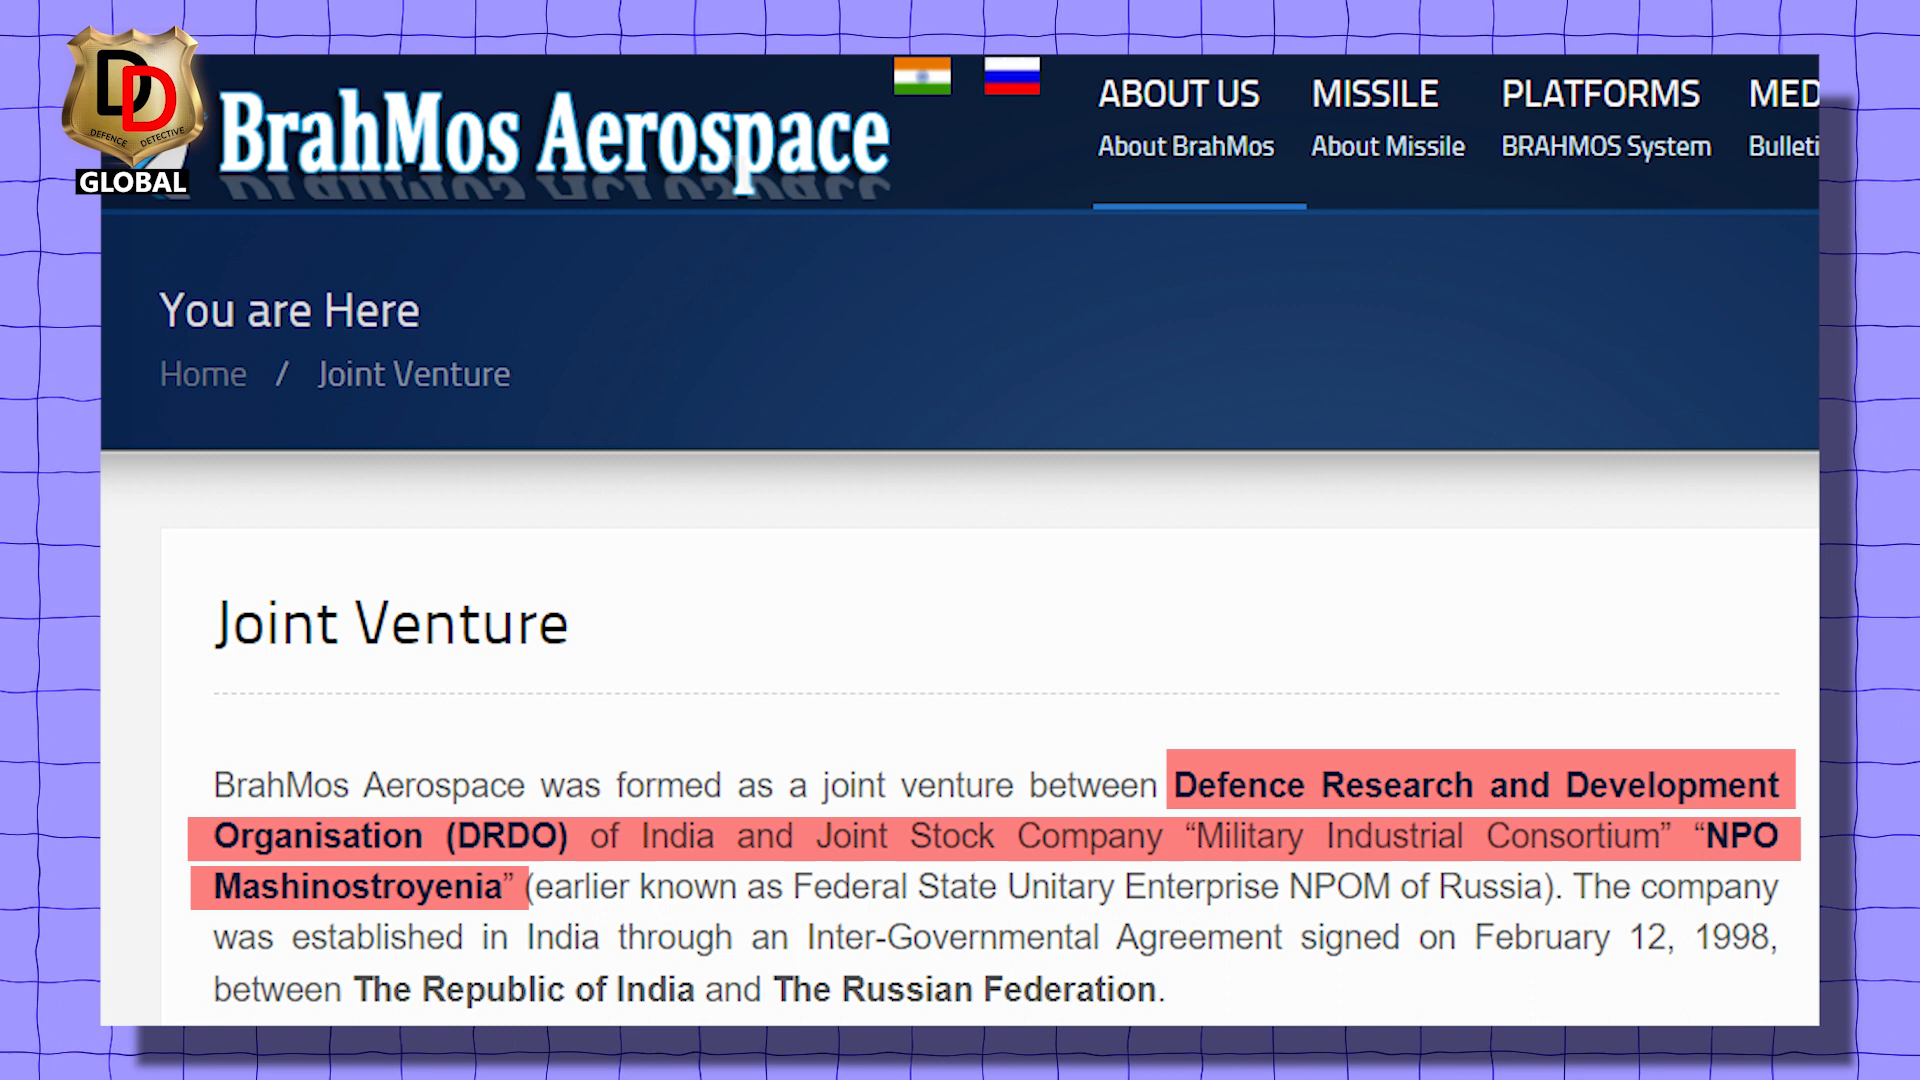 DD
DEFENCE DETECTIVE
GLOBAL
BrahMos Aerospace
ABOUT US MISSILE PLATFORMS MED
About BrahMos About Missile BRAHMOS System Bulleti
You are Here
Home / Joint Venture
Joint Venture
BrahMos Aerospace was formed as a joint venture between Defence Research and Development
Organisation (DRDO) of India and Joint Stock Company “Military Industrial Consortium” “NPO
Mashinostroyenia” (earlier known as Federal State Unitary Enterprise NPOM of Russia). The company
was established in India through an Inter-Governmental Agreement signed on February 12, 1998,
between The Republic of India and The Russian Federation.